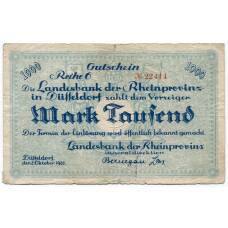 Gutschein
1000 Reihe 6 № 22411 1000
Die Landesbank der Rheinprovinz
in Düsseldorf zahlt dem Vorzeiger
Mark Tausend
Der Termin der Einlösung wird öffentlich bekannt gemacht.
Landesbank der Rheinprovinz
Generaldirektion
Düsseldorf
den 2 Oktober 1922